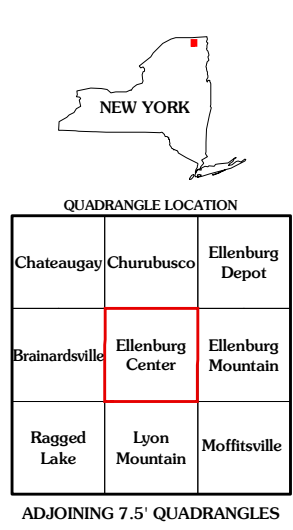 NEW YORK
QUADRANGLE LOCATION
Chateaugay
Churubusco
Ellenburg
Depot
Brainardsville
Ellenburg
Center
Ellenburg
Mountain
Ragged
Lake
Lyon
Mountain
Moffitsville
ADJOINING 7.5' QUADRANGLES